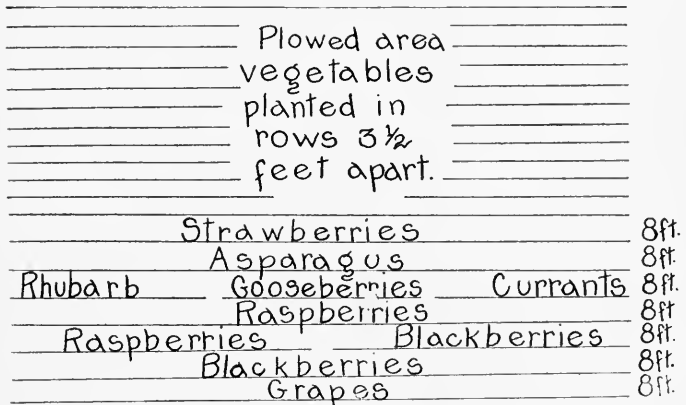 Plowed area
vegetables
planted in
rows 3½
feet apart.
Strawberries 8ft.
Asparagus 8ft.
Rhubarb Gooseberries Currants 8ft.
Raspberries 8ft
Raspberries Blackberries 8ft.
Blackberries 8ft.
Grapes 8ft.